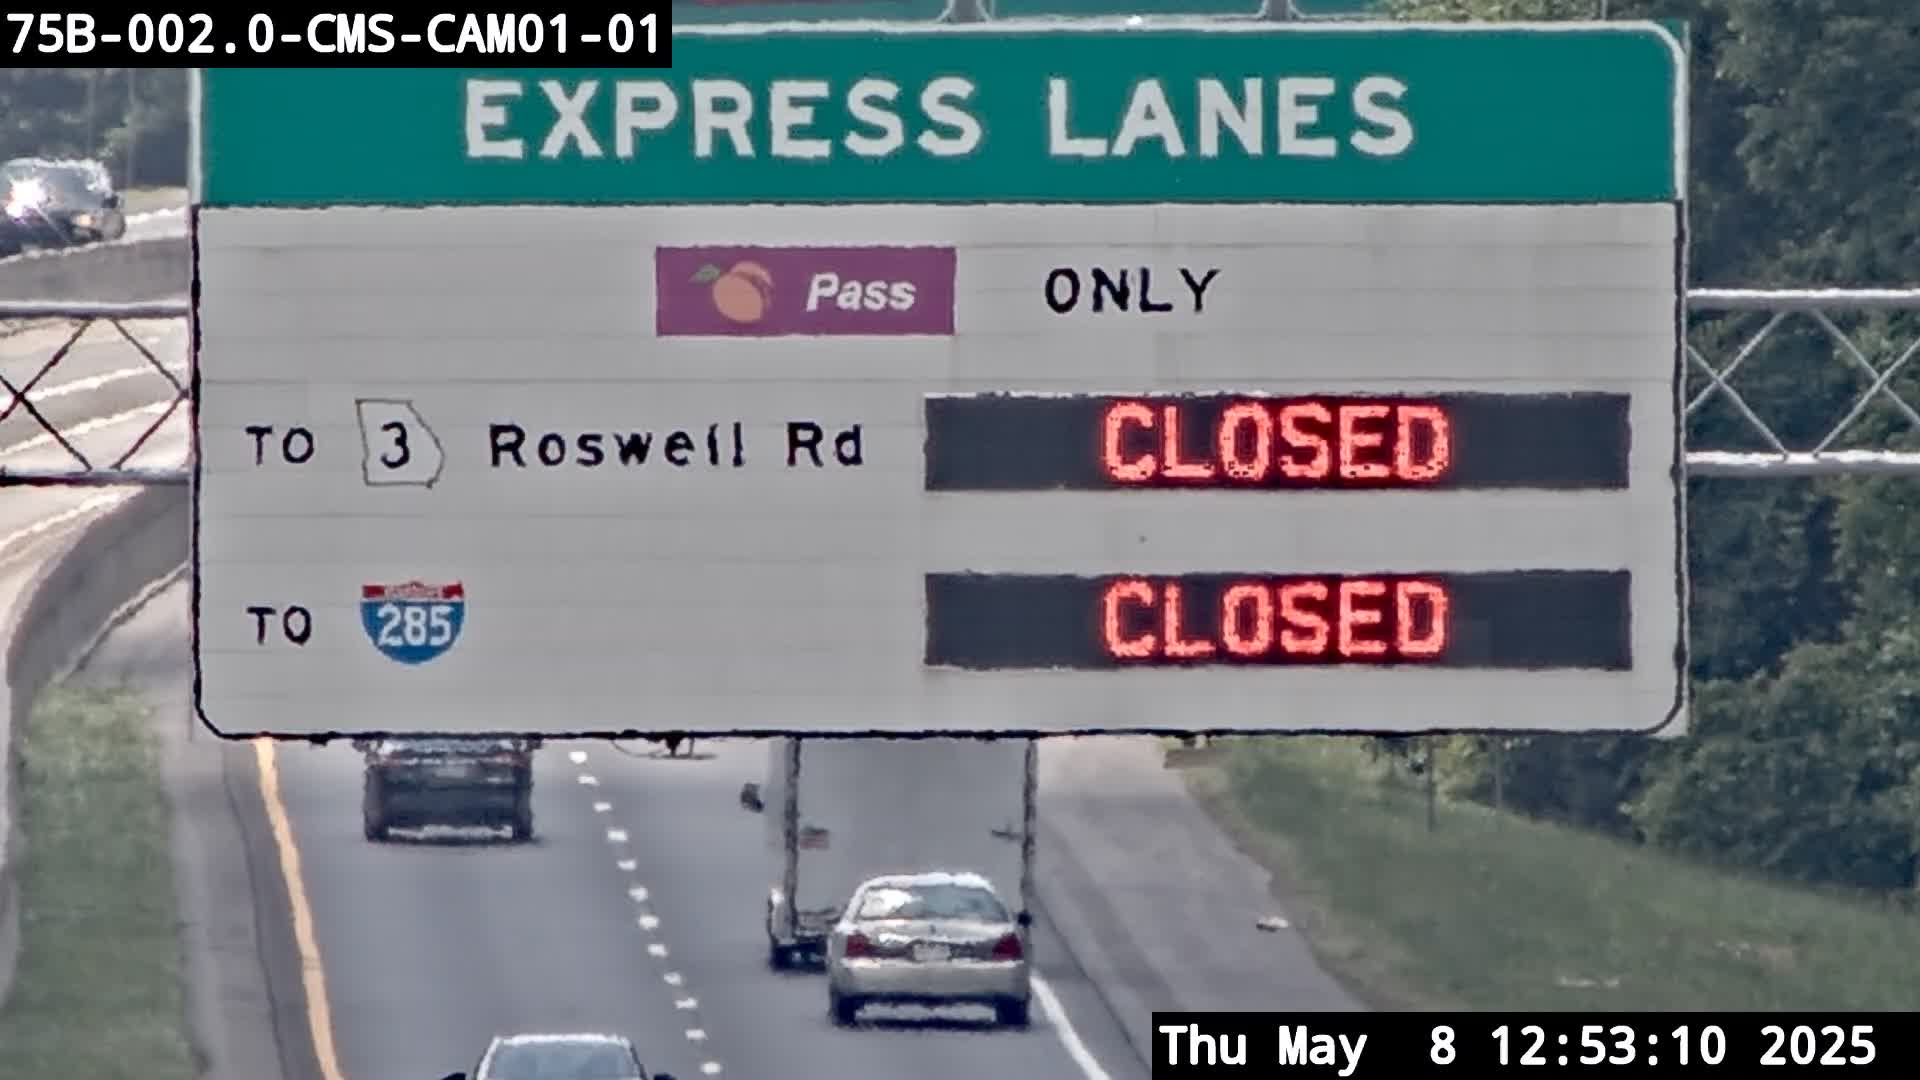 75B-002.0-CMS-CAM01-01
EXPRESS LANES
Pass ONLY
TO 3 Roswell Rd CLOSED
TO 285 CLOSED
Thu May 8 12:53:10 2025